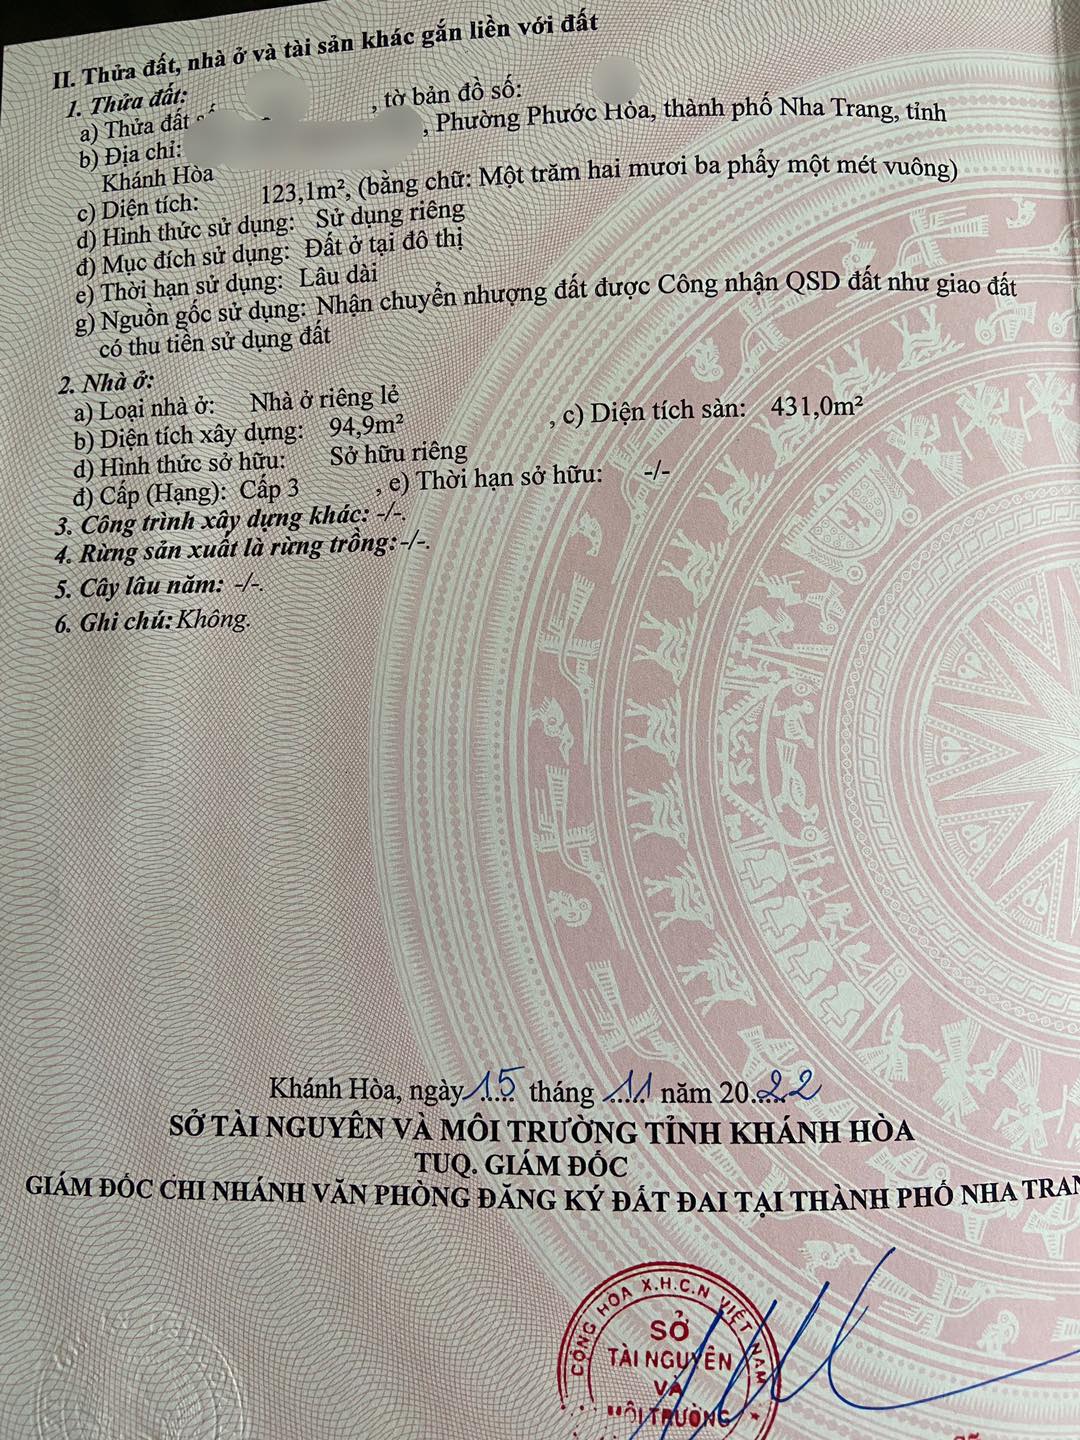 II. Thửa đất, nhà ở và tài sản khác gắn liền với đất
1. Thửa đất:
a) Thửa đất , tờ bản đồ số:
b) Địa chỉ: , Phường Phước Hòa, thành phố Nha Trang, tỉnh
Khánh Hòa
c) Diện tích: 123,1m², (bằng chữ: Một trăm hai mươi ba phẩy một mét vuông)
d) Hình thức sử dụng: Sử dụng riêng
đ) Mục đích sử dụng: Đất ở tại đô thị
e) Thời hạn sử dụng: Lâu dài
g) Nguồn gốc sử dụng: Nhận chuyển nhượng đất được Công nhận QSD đất như giao đất
có thu tiền sử dụng đất
2. Nhà ở:
a) Loại nhà ở: Nhà ở riêng lẻ
b) Diện tích xây dựng: 94,9m² , c) Diện tích sàn: 431,0m²
d) Hình thức sở hữu: Sở hữu riêng
đ) Cấp (Hạng): Cấp 3 , e) Thời hạn sở hữu: -/-
3. Công trình xây dựng khác: -/-.
4. Rừng sản xuất là rừng trồng: -/-.
5. Cây lâu năm: -/-.
6. Ghi chú: Không.
Khánh Hòa, ngày 15 tháng 11 năm 2022
SỞ TÀI NGUYÊN VÀ MÔI TRƯỜNG TỈNH KHÁNH HÒA
TUQ. GIÁM ĐỐC
GIÁM ĐỐC CHI NHÁNH VĂN PHÒNG ĐĂNG KÝ ĐẤT ĐAI TẠI THÀNH PHỐ NHA TRAN
CỘNG HÒA X.H.C.N VIỆT NAM
SỞ
TÀI NGUYÊN
VÀ
MÔI TRƯỜNG